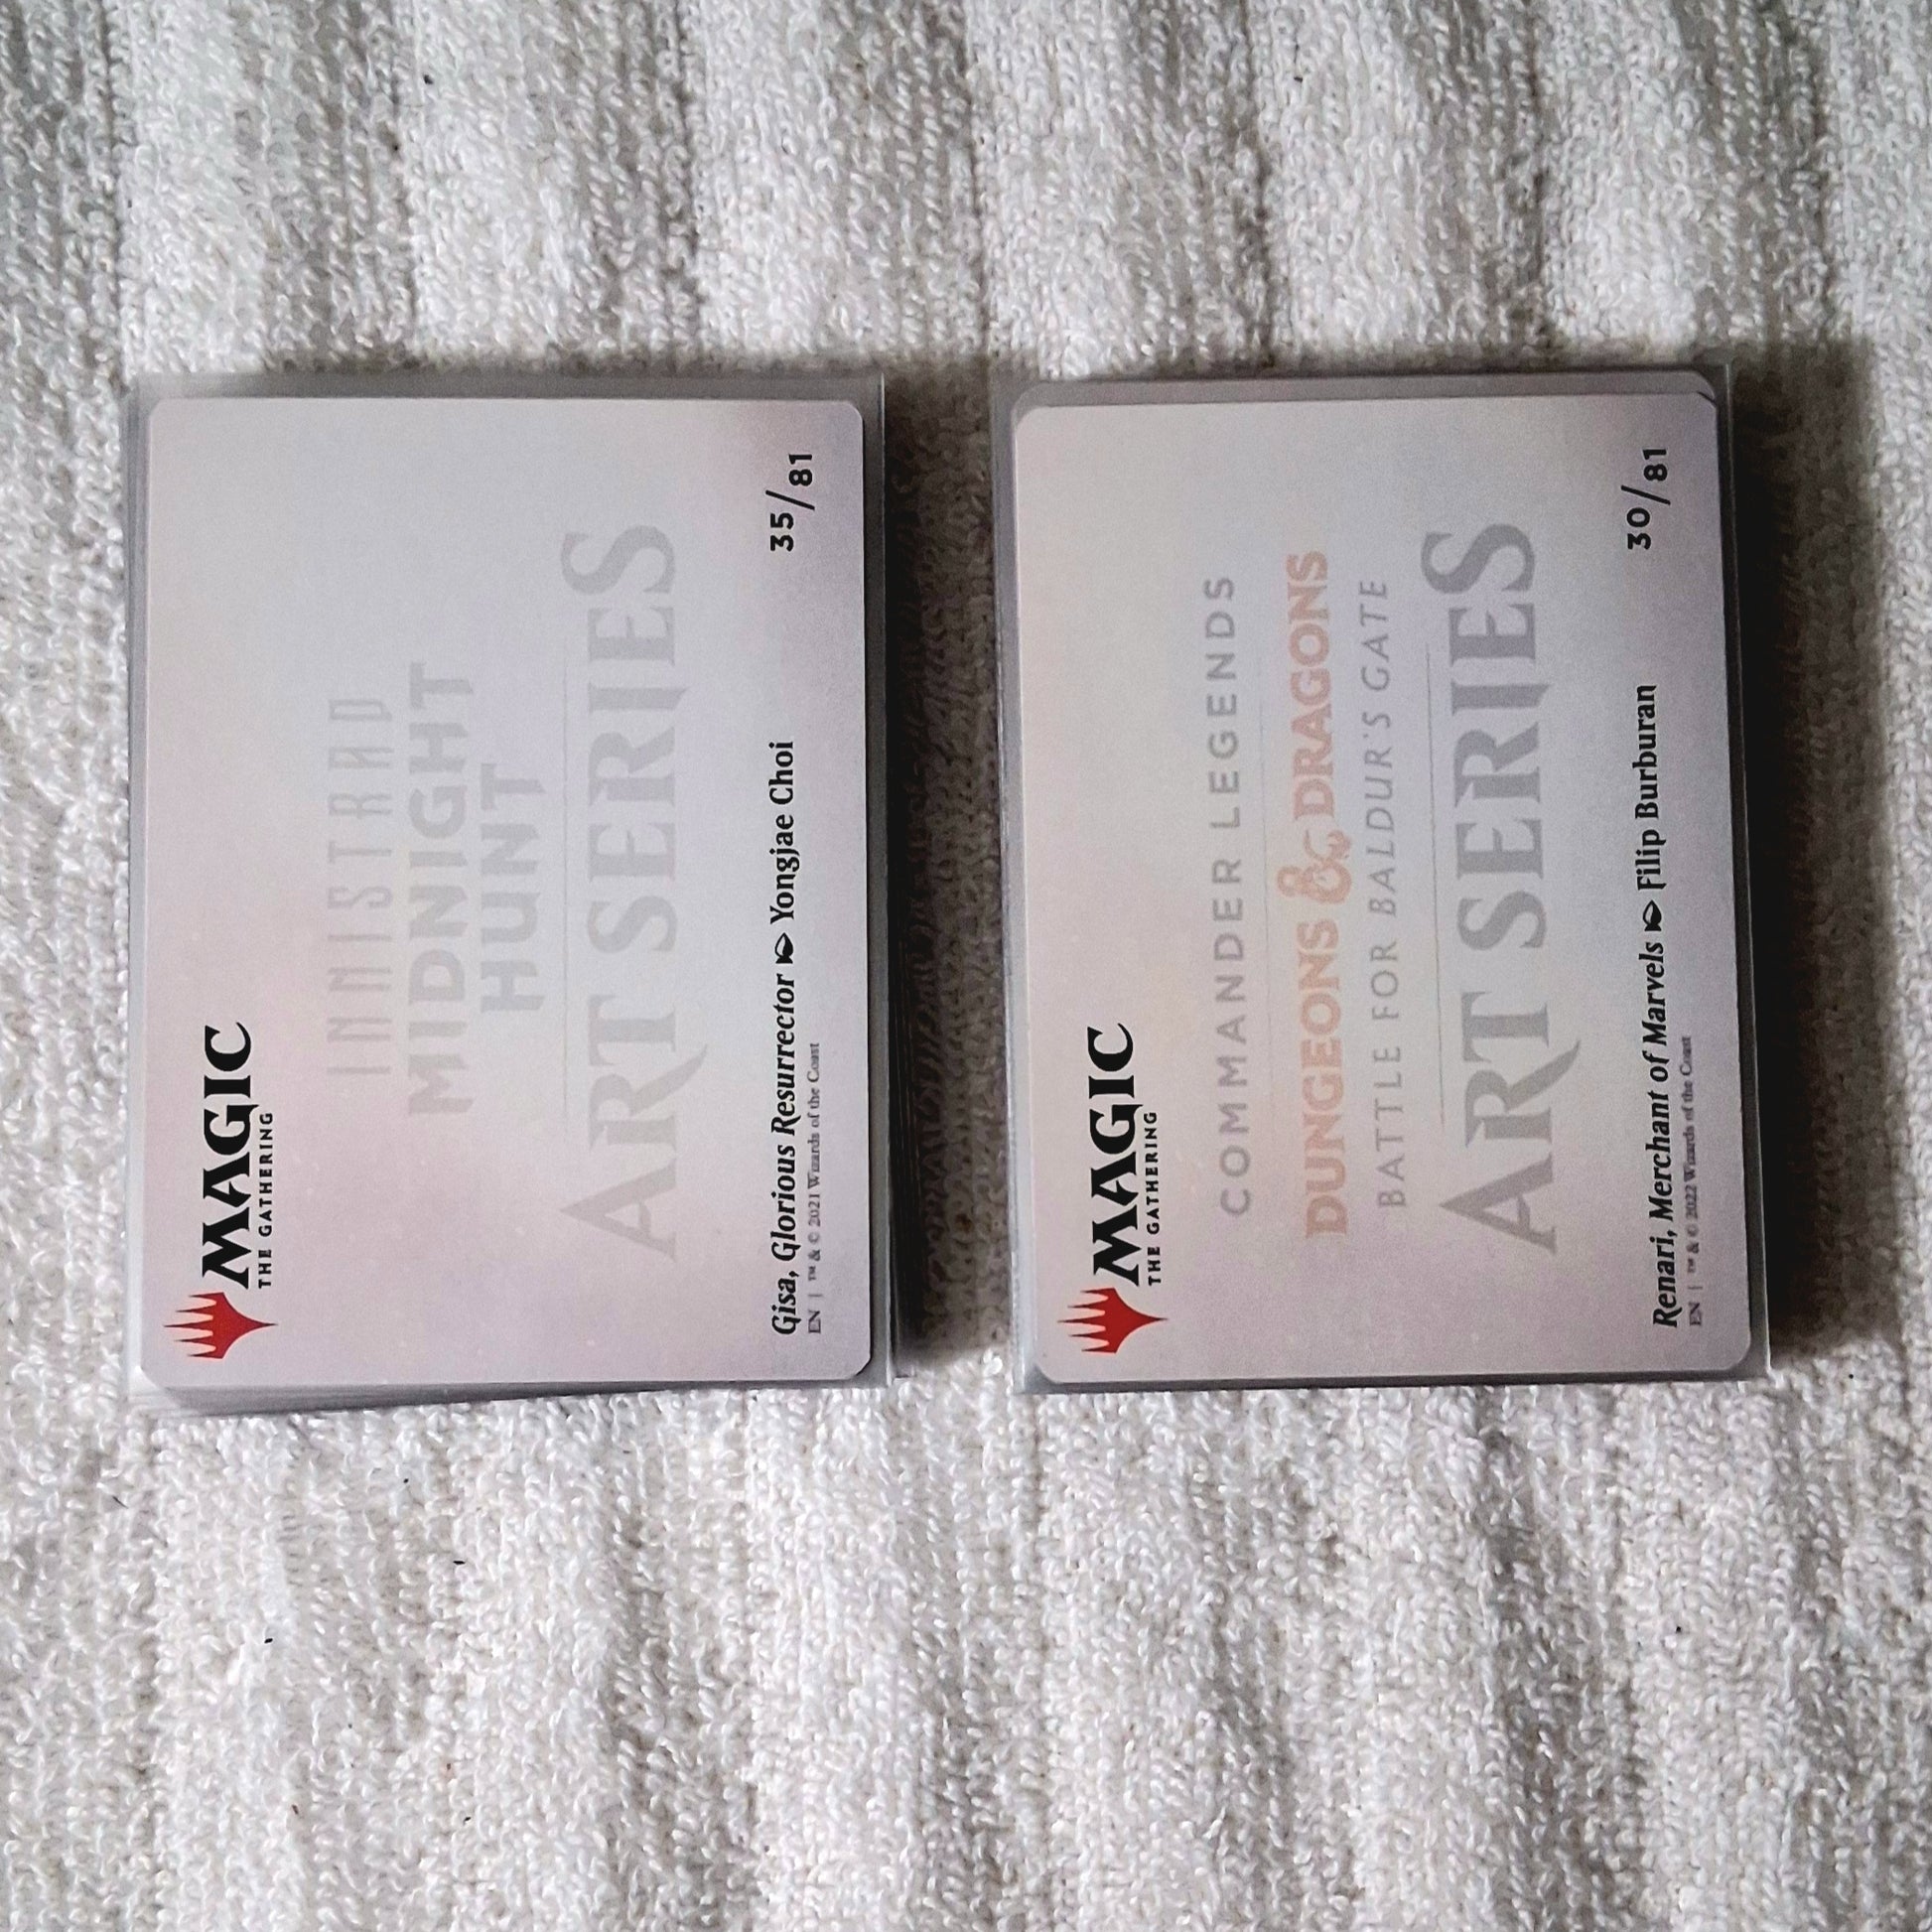 MAGIC
THE GATHERING
INNISTRAD
MIDNIGHT
HUNT
ART SERIES
Gisa, Glorious Resurrector Yongjae Choi
35/81
EN | ™ & © 2021 Wizards of the Coast
MAGIC
THE GATHERING
COMMANDER LEGENDS
DUNGEONS & DRAGONS
BATTLE FOR BALDUR'S GATE
ART SERIES
Renari, Merchant of Marvels Filip Burburan
30/81
EN | ™ & © 2022 Wizards of the Coast